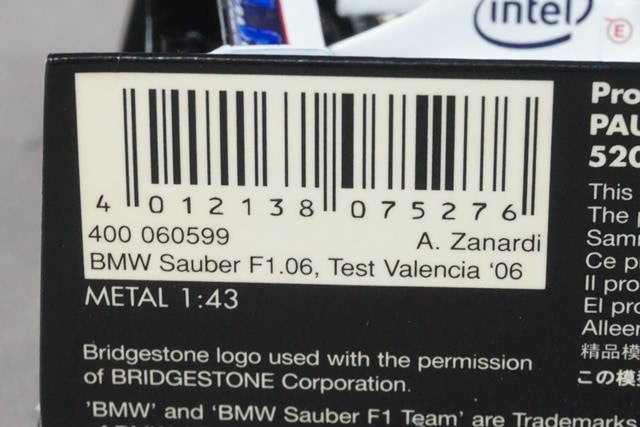 intel
E
4 012138 075276
400 060599 A. Zanardi
BMW Sauber F1.06, Test Valencia '06
METAL 1:43
Bridgestone logo used with the permission
of BRIDGESTONE Corporation.
'BMW' and 'BMW Sauber F1 Team' are Trademarks
Pro
PAU
520
This
The p
Sam
Ce p
Il pro
El pro
Alleen
精品模
この模